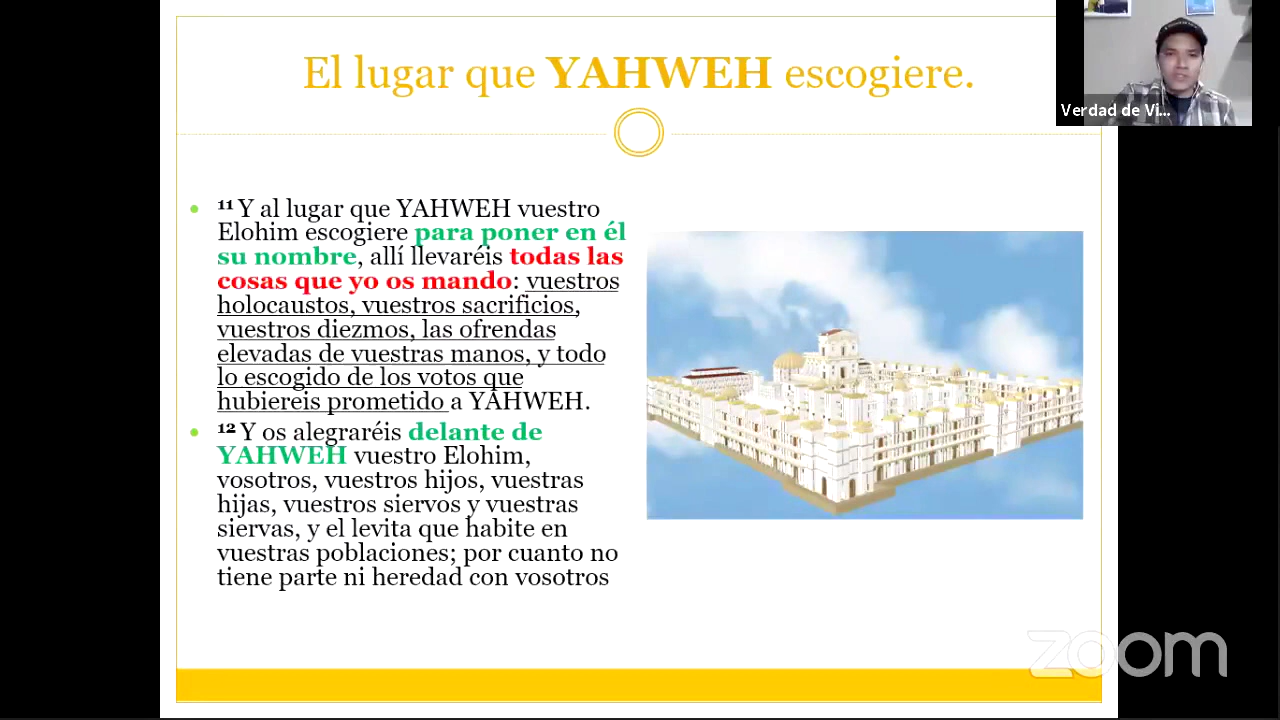 El lugar que YAHWEH escogiere.
Verdad de Vi...
11 Y al lugar que YAHWEH vuestro
Elohim escogiere para poner en él
su nombre, allí llevaréis todas las
cosas que yo os mando: vuestros
holocaustos, vuestros sacrificios,
vuestros diezmos, las ofrendas
elevadas de vuestras manos, y todo
lo escogido de los votos que
hubiereis prometido a YAHWEH.
12 Y os alegraréis delante de
YAHWEH vuestro Elohim,
vosotros, vuestros hijos, vuestras
hijas, vuestros siervos y vuestras
siervas, y el levita que habite en
vuestras poblaciones; por cuanto no
tiene parte ni heredad con vosotros
zoom